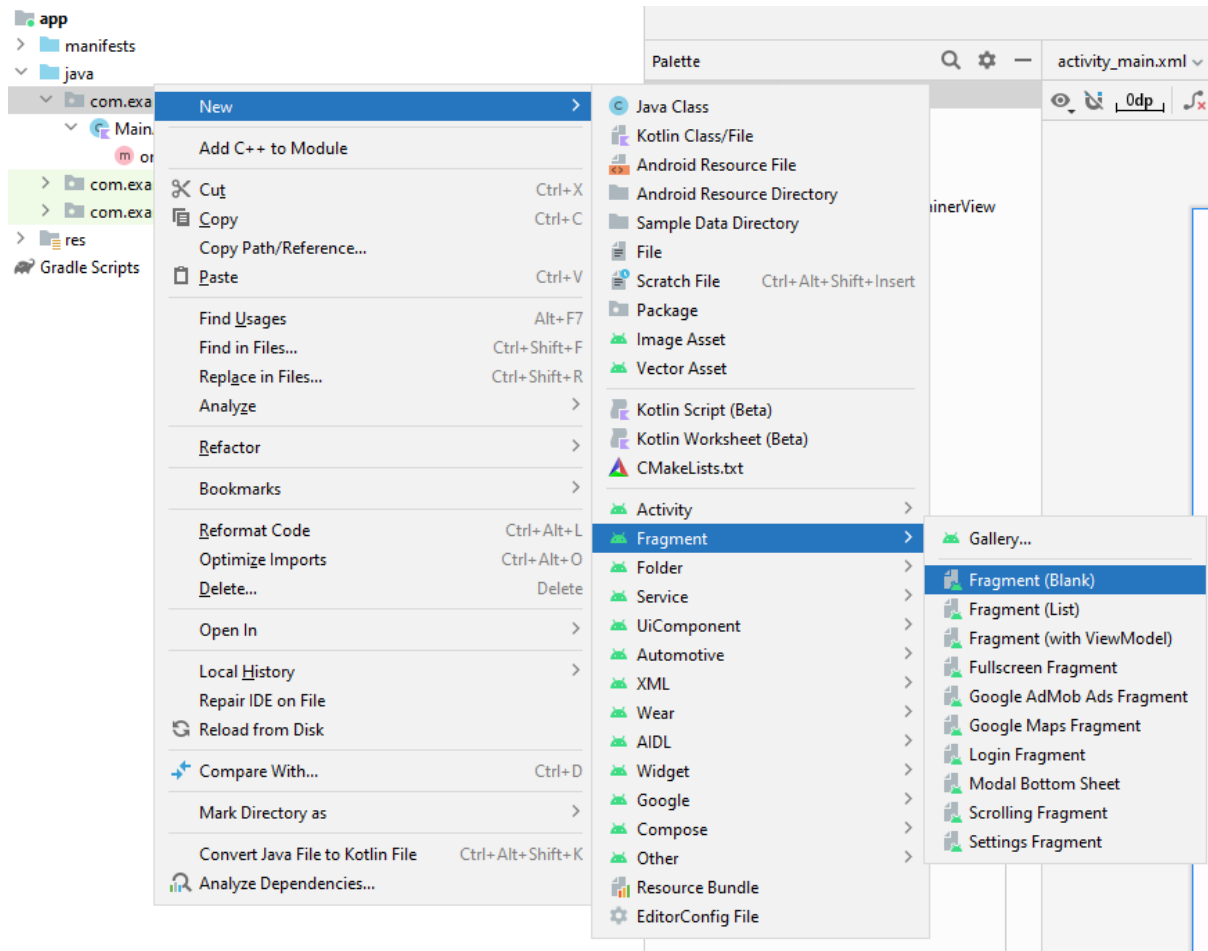 app
manifests
java
com.exa
Main.
or
com.exa
com.exa
res
Gradle Scripts
New
Add C++ to Module
Cut Ctrl+X
Copy Ctrl+C
Copy Path/Reference...
Paste Ctrl+V
Find Usages Alt+F7
Find in Files... Ctrl+Shift+F
Replace in Files... Ctrl+Shift+R
Analyze
Refactor
Bookmarks
Reformat Code Ctrl+Alt+L
Optimize Imports Ctrl+Alt+O
Delete... Delete
Open In
Local History
Repair IDE on File
Reload from Disk
Compare With... Ctrl+D
Mark Directory as
Convert Java File to Kotlin File Ctrl+Alt+Shift+K
Analyze Dependencies...
Palette
activity_main.xml
0dp
Java Class
Kotlin Class/File
Android Resource File
Android Resource Directory
Sample Data Directory
File
Scratch File Ctrl+Alt+Shift+Insert
Package
Image Asset
Vector Asset
Kotlin Script (Beta)
Kotlin Worksheet (Beta)
CMakeLists.txt
Activity
Fragment
Folder
Service
UiComponent
Automotive
XML
Wear
AIDL
Widget
Google
Compose
Other
Resource Bundle
EditorConfig File
inerView
Gallery...
Fragment (Blank)
Fragment (List)
Fragment (with ViewModel)
Fullscreen Fragment
Google AdMob Ads Fragment
Google Maps Fragment
Login Fragment
Modal Bottom Sheet
Scrolling Fragment
Settings Fragment